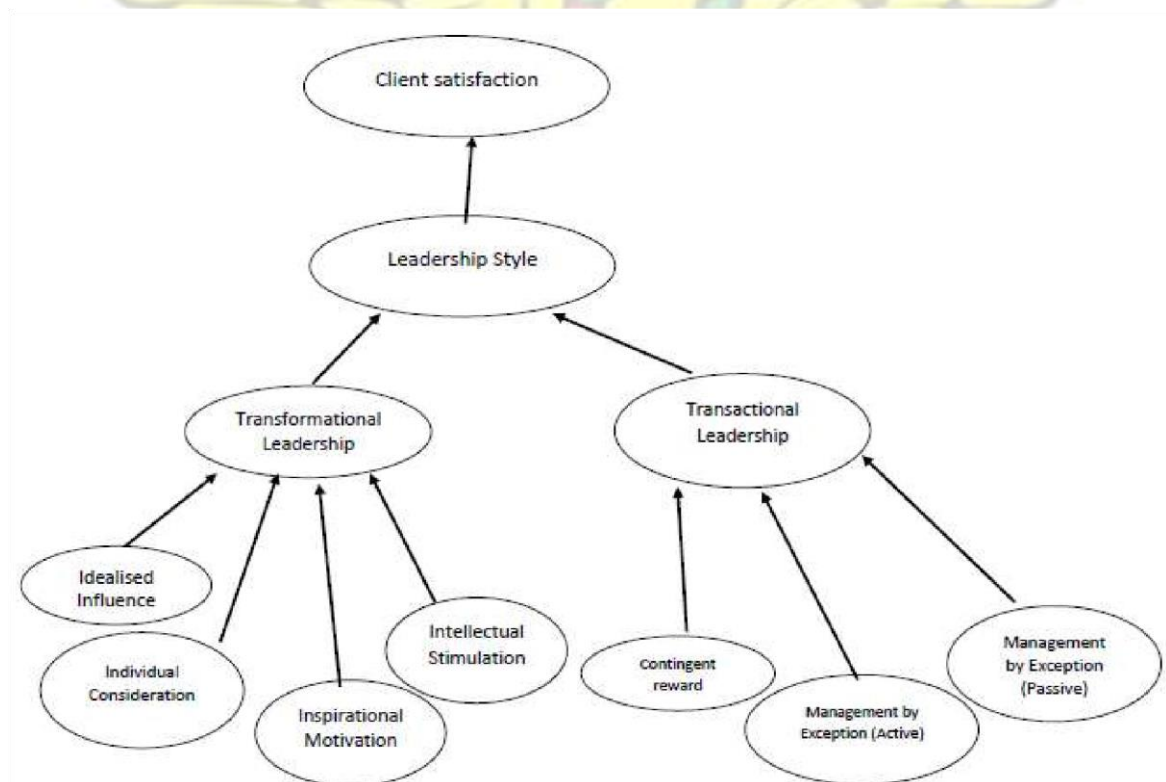 Client satisfaction
Leadership Style
Transformational
Leadership
Transactional
Leadership
Idealised
Influence
Individual
Consideration
Inspirational
Motivation
Intellectual
Stimulation
Contingent
reward
Management by
Exception (Active)
Management
by Exception
(Passive)